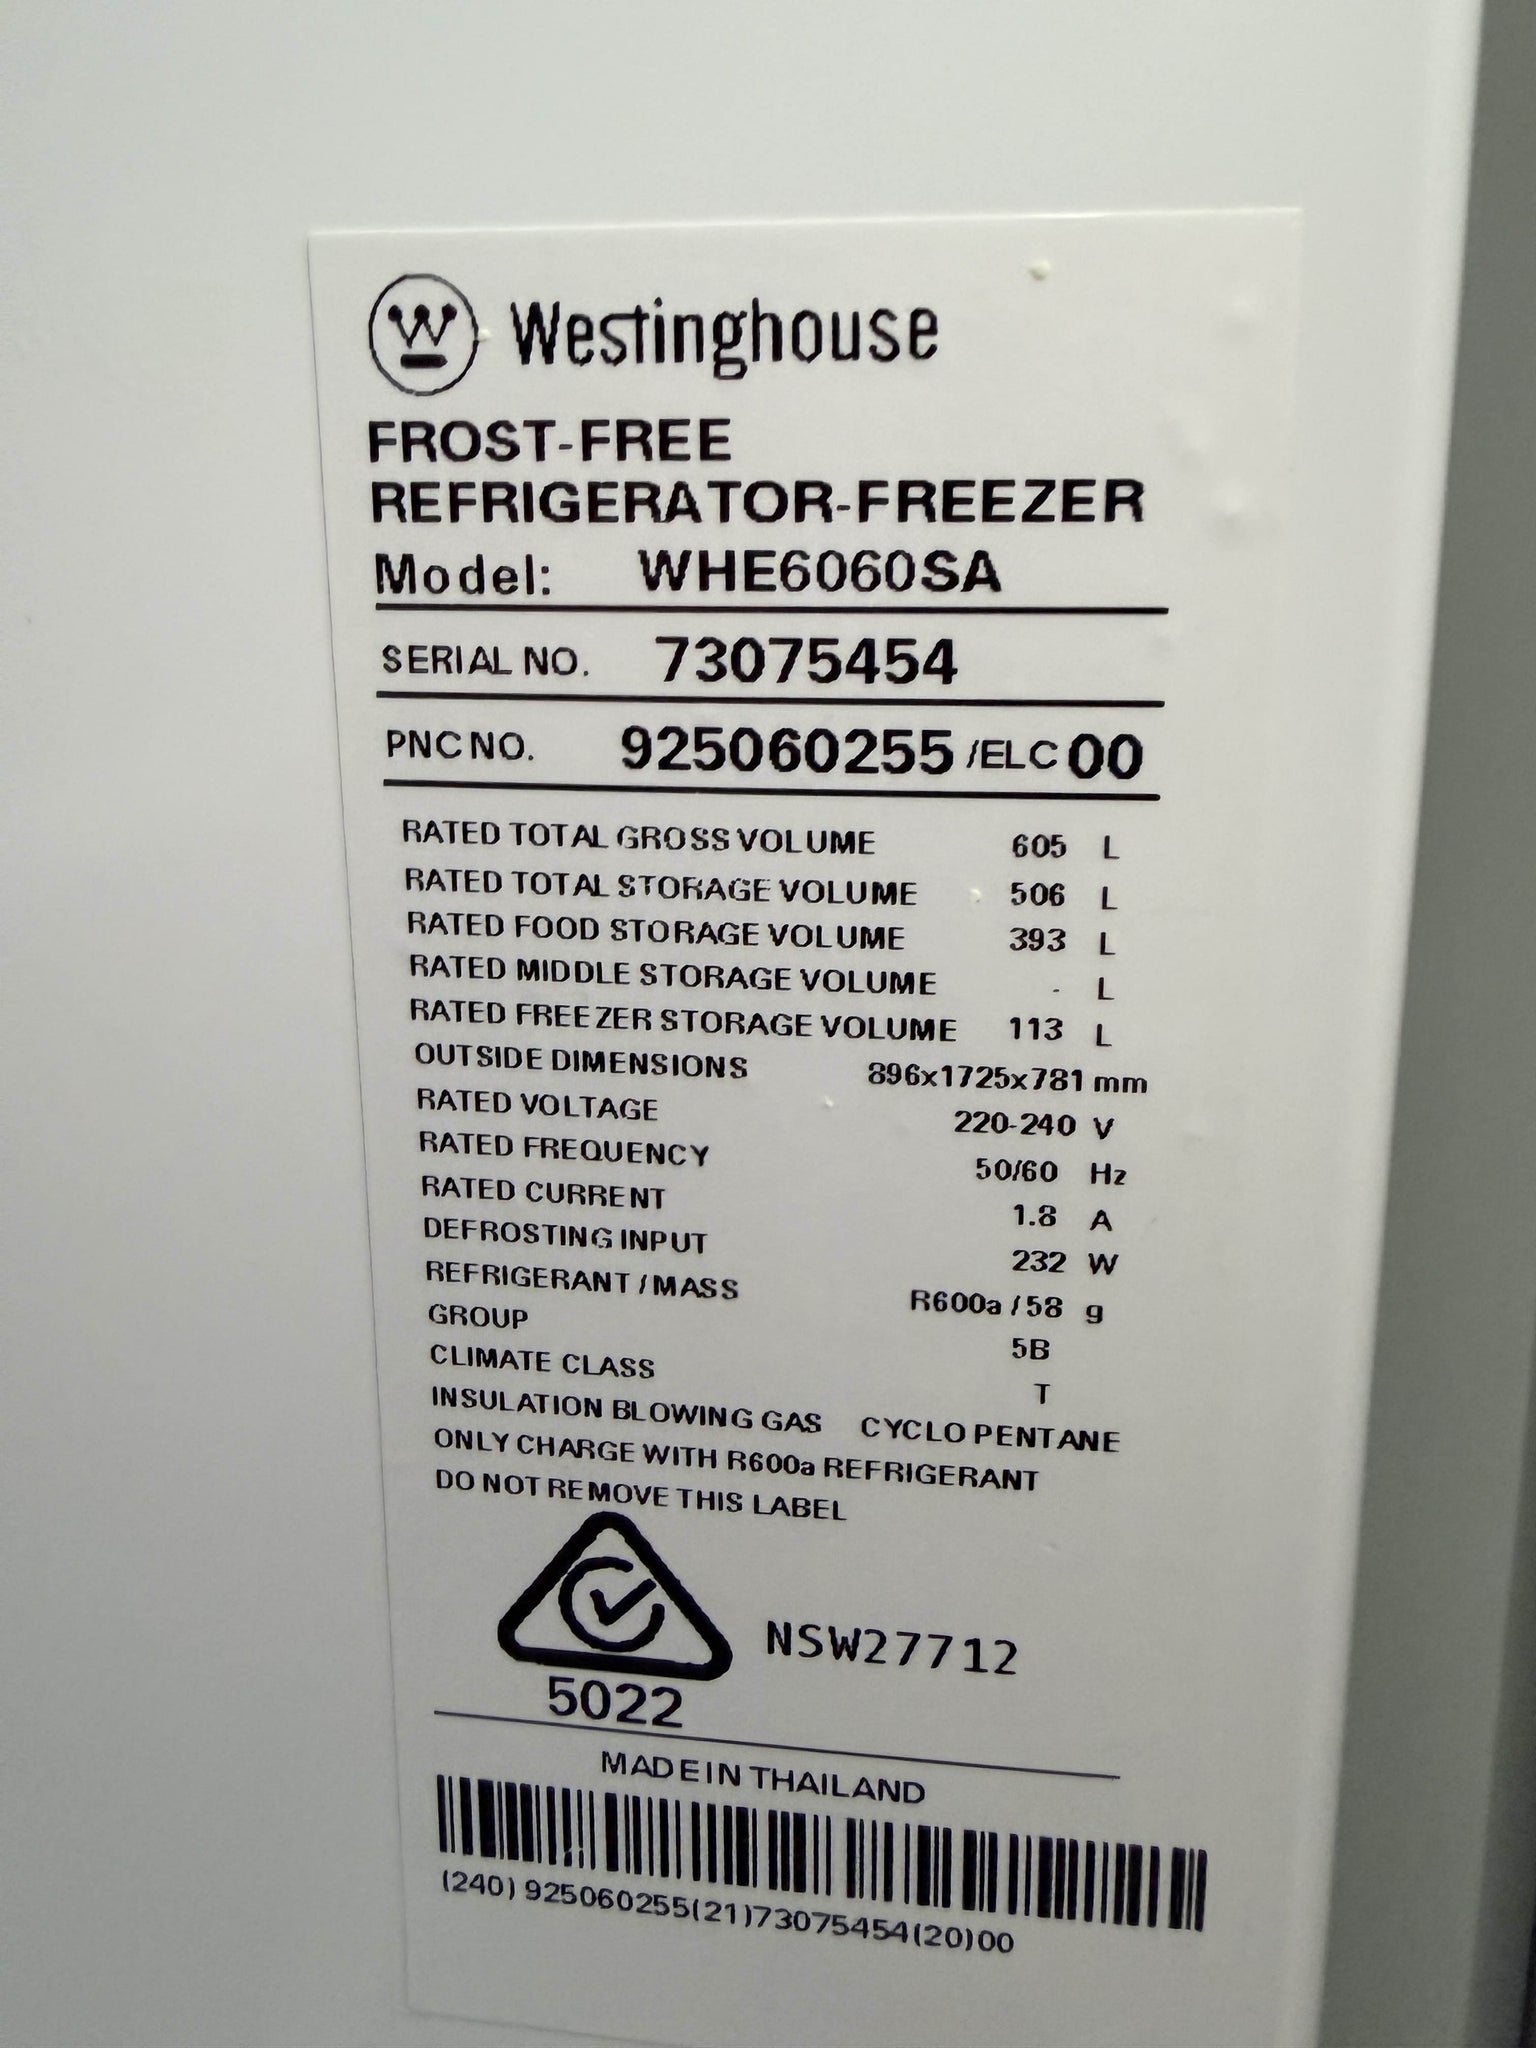 Westinghouse
FROST-FREE
REFRIGERATOR-FREEZER
Model: WHE6060SA
SERIAL NO. 73075454
PNC NO. 925060255 /ELC 00
RATED TOTAL GROSS VOLUME 605 L
RATED TOTAL STORAGE VOLUME 506 L
RATED FOOD STORAGE VOLUME 393 L
RATED MIDDLE STORAGE VOLUME - L
RATED FREEZER STORAGE VOLUME 113 L
OUTSIDE DIMENSIONS 896x1725x781 mm
RATED VOLTAGE 220-240 V
RATED FREQUENCY 50/60 Hz
RATED CURRENT 1.8 A
DEFROSTING INPUT 232 W
REFRIGERANT / MASS R600a / 58 g
GROUP 5B
CLIMATE CLASS T
INSULATION BLOWING GAS CYCLO PENTANE
ONLY CHARGE WITH R600a REFRIGERANT
DO NOT REMOVE THIS LABEL
NSW27712
5022
MADE IN THAILAND
(240) 925060255(21)73075454(20)00